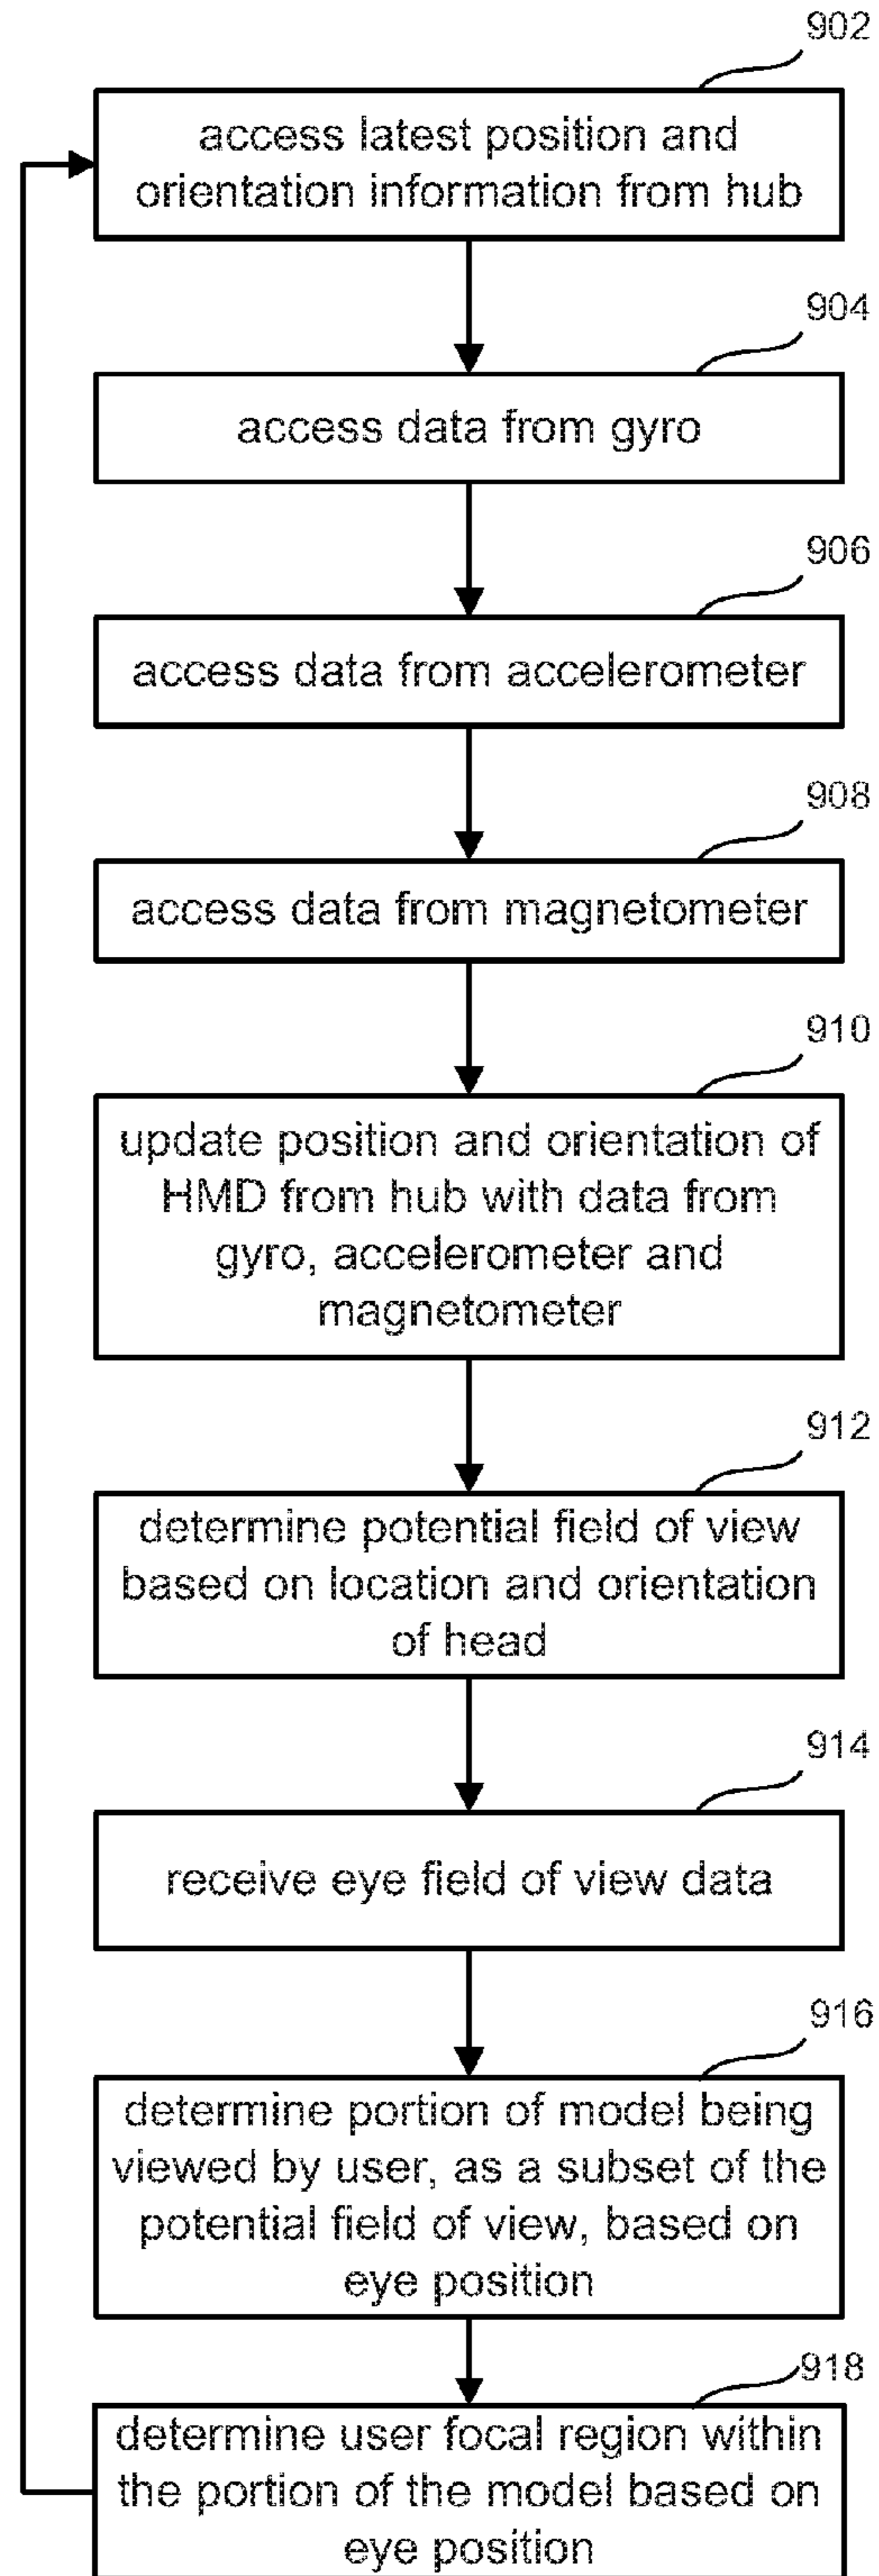 902
access latest position and
orientation information from hub
904
access data from gyro
906
access data from accelerometer
908
access data from magnetometer
910
update position and orientation of
HMD from hub with data from
gyro, accelerometer and
magnetometer
912
determine potential field of view
based on location and orientation
of head
914
receive eye field of view data
916
determine portion of model being
viewed by user, as a subset of the
potential field of view, based on
eye position
918
determine user focal region within
the portion of the model based on
eye position